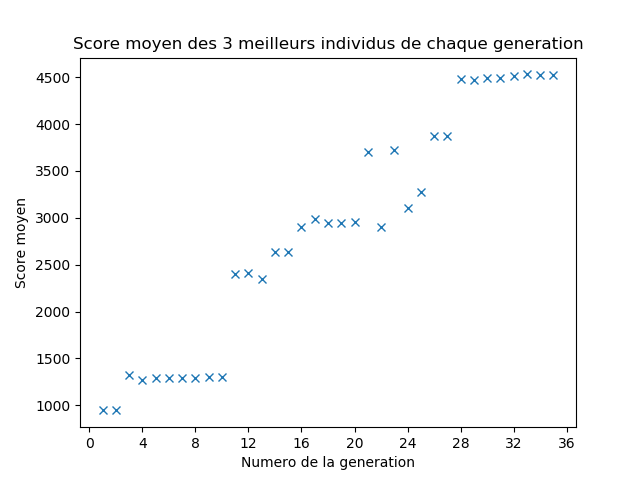 Score moyen des 3 meilleurs individus de chaque generation
4500
4000
3500
3000
2500
2000
1500
1000
Score moyen
0 4 8 12 16 20 24 28 32 36
Numero de la generation